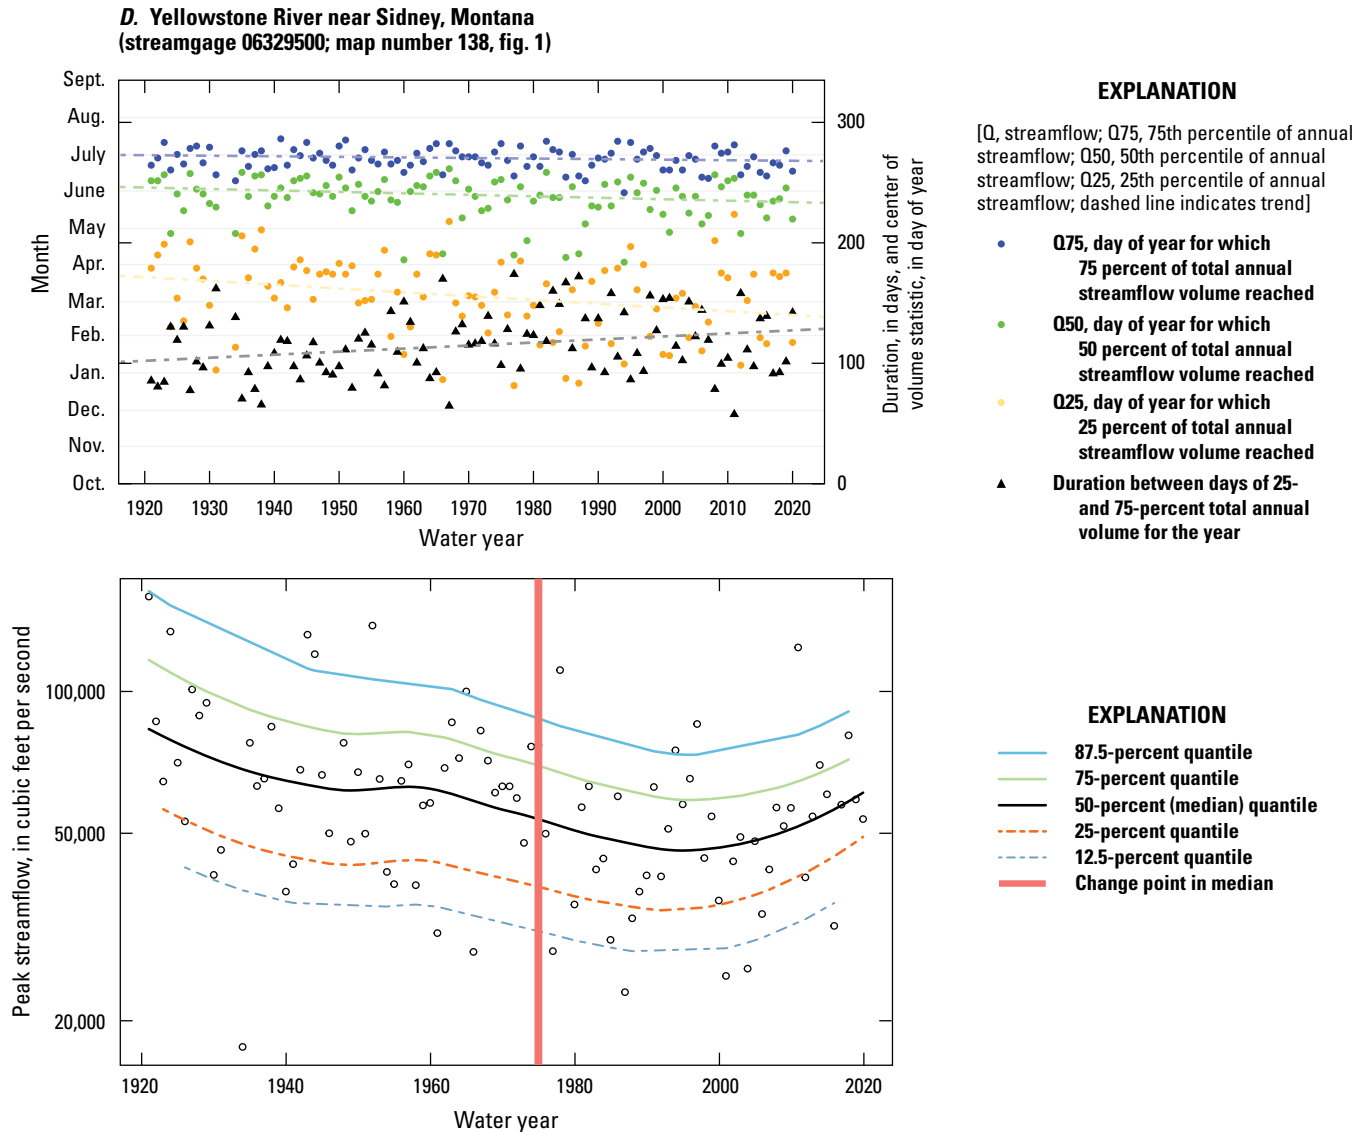 D. Yellowstone River near Sidney, Montana
(streamgage 06329500; map number 138, fig. 1)
Sept.
Aug.
July
June
May
Apr.
Mar.
Feb.
Jan.
Dec.
Nov.
Oct.
Month
300
200
100
0
Duration, in days, and center of
volume statistic, in day of year
1920 1930 1940 1950 1960 1970 1980 1990 2000 2010 2020
Water year
EXPLANATION
[Q, streamflow; Q75, 75th percentile of annual
streamflow; Q50, 50th percentile of annual
streamflow; Q25, 25th percentile of annual
streamflow; dashed line indicates trend]
Q75, day of year for which
75 percent of total annual
streamflow volume reached
Q50, day of year for which
50 percent of total annual
streamflow volume reached
Q25, day of year for which
25 percent of total annual
streamflow volume reached
Duration between days of 25-
and 75-percent total annual
volume for the year
Peak streamflow, in cubic feet per second
100,000
50,000
20,000
1920 1940 1960 1980 2000 2020
Water year
EXPLANATION
87.5-percent quantile
75-percent quantile
50-percent (median) quantile
25-percent quantile
12.5-percent quantile
Change point in median